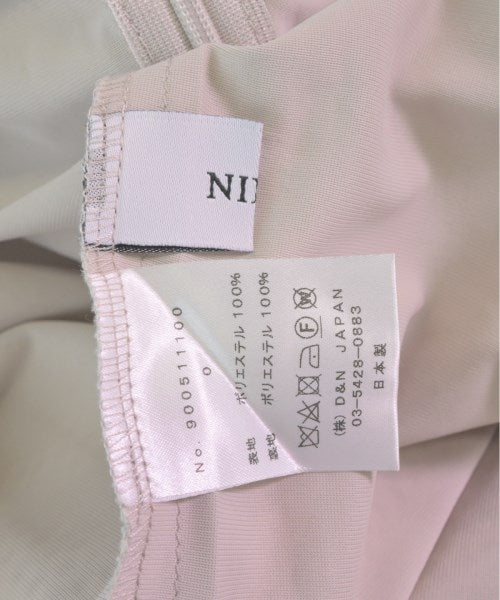 NI
No. 900511100
0
表地 ポリエステル 100%
裏地 ポリエステル 100%
(株) D&N JAPAN
03-5428-0883
日本製